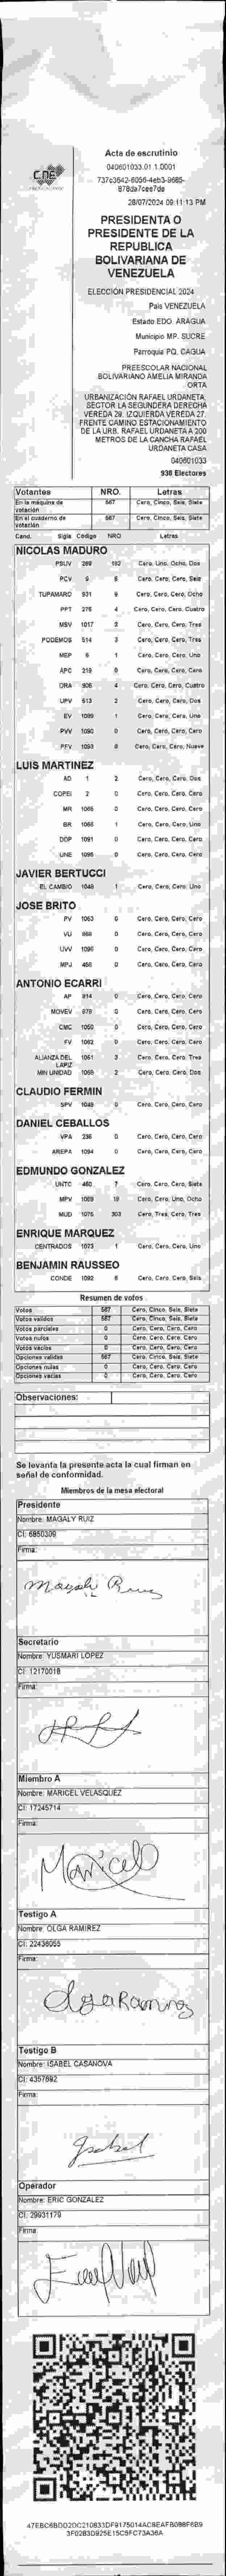 Acta de escrutinio
040601033.01.1.0001
28/07/2024 09:11:13 PM
CNE
PRESIDENTA O
PRESIDENTE DE LA
REPUBLICA
BOLIVARIANA DE
VENEZUELA
ELECCIÓN PRESIDENCIAL 2024
País VENEZUELA
Estado EDO. ARAGUA
Municipio MP. SUCRE
Parroquia PQ. CAGUA
PREESCOLAR NACIONAL
BOLIVARIANO AMELIA MIRANDA
ORTA
URBANIZACIÓN RAFAEL URDANETA,
SECTOR LA SEGUNDERA DERECHA
VEREDA 28. IZQUIERDA VEREDA 27.
FRENTE CAMINO ESTACIONAMIENTO
DE LA URB. RAFAEL URDANETA A 200
METROS DE LA CANCHA RAFAEL
URDANETA CASA
040601033
938 Electores
Votantes NRO. Letras
En la máquina de votación 567 Cero, Cinco, Seis, Siete
En el cuaderno de votación 567 Cero, Cinco, Seis, Siete
Cand. Sigla Codigo NRO Letras
NICOLAS MADURO
PSUV 269 182 Cero, Uno, Ocho, Dos
PCV Cero, Cero, Cero, Seis
TUPAMARO 931 Cero, Cero, Cero, Ocho
PPT 276 4 Cero, Cero, Cero, Cuatro
MSV 1017 3 Cero, Cero, Cero, Tres
PODEMOS 514 3 Cero, Cero, Cero, Tres
MEP 6 1 Cero, Cero, Cero, Uno
APC 219 0 Cero, Cero, Cero, Cero
ORA 906 4 Cero, Cero, Cero, Cuatro
UPV 613 2 Cero, Cero, Cero, Dos
EV 1089 1 Cero, Cero, Cero, Uno
PVV 1090 0 Cero, Cero, Cero, Cero
PFV 1093 9 Cero, Cero, Cero, Nueve
LUIS MARTINEZ
AD 1 2 Cero, Cero, Cero, Dos
COPEI 2 0 Cero, Cero, Cero, Cero
MR 1065 0 Cero, Cero, Cero, Cero
BR 1066 1 Cero, Cero, Cero, Uno
DDP 1091 0 Cero, Cero, Cero, Cero
UNE 1095 0 Cero, Cero, Cero, Cero
JAVIER BERTUCCI
EL CAMBIO 1048 1 Cero, Cero, Cero, Uno
JOSE BRITO
PV 1063 0 Cero, Cero, Cero, Cero
VU 868 0 Cero, Cero, Cero, Cero
UVV 1096 0 Cero, Cero, Cero, Cero
MPJ 458 0 Cero, Cero, Cero, Cero
ANTONIO ECARRI
AP 914 0 Cero, Cero, Cero, Cero
MOVEV 979 0 Cero, Cero, Cero, Cero
CMC 1050 0 Cero, Cero, Cero, Cero
FV 1062 0 Cero, Cero, Cero, Cero
ALIANZA DEL LAPIZ 1061 3 Cero, Cero, Cero, Tres
MIN UNIDAD 1068 2 Cero, Cero, Cero, Dos
CLAUDIO FERMIN
SPV 1049 0 Cero, Cero, Cero, Cero
DANIEL CEBALLOS
VPA 236 0 Cero, Cero, Cero, Cero
AREPA 1094 0 Cero, Cero, Cero, Cero
EDMUNDO GONZALEZ
UNTC 460 7 Cero, Cero, Cero, Siete
MPV 1069 18 Cero, Cero, Uno, Ocho
MUD 1075 303 Cero, Tres, Cero, Tres
ENRIQUE MARQUEZ
CENTRADOS 1073 1 Cero, Cero, Cero, Uno
BENJAMIN RAUSSEO
CONDE 1092 6 Cero, Cero, Cero, Seis
Resumen de votos
Votos 567 Cero, Cinco, Seis, Siete
Votos validos 567 Cero, Cinco, Seis, Siete
Votos parciales 0 Cero, Cero, Cero, Cero
Votos nulos 0 Cero, Cero, Cero, Cero
Votos vacios 0 Cero, Cero, Cero, Cero
Opciones validas 567 Cero, Cinco, Seis, Siete
Opciones nulas 0 Cero, Cero, Cero, Cero
Opciones vacias 0 Cero, Cero, Cero, Cero
Observaciones:
Se levanta la presente acta la cual firman en
señal de conformidad.
Miembros de la mesa electoral
Presidente
Nombre: MAGALY RUIZ
CI: 6850309
Firma:
Magaly Ruiz
Secretario
Nombre: YUSMARI LOPEZ
CI: 12170018
Firma:
Miembro A
Nombre: MARICEL VELASQUEZ
CI: 17245714
Firma:
Maricel
Testigo A
Nombre: OLGA RAMIREZ
CI: 22436055
Firma:
Olga Ramirez
Testigo B
Nombre: ISABEL CASANOVA
CI: 4357692
Firma:
Isabel
Operador
Nombre: ERIC GONZALEZ
CI: 29931179
Firma: